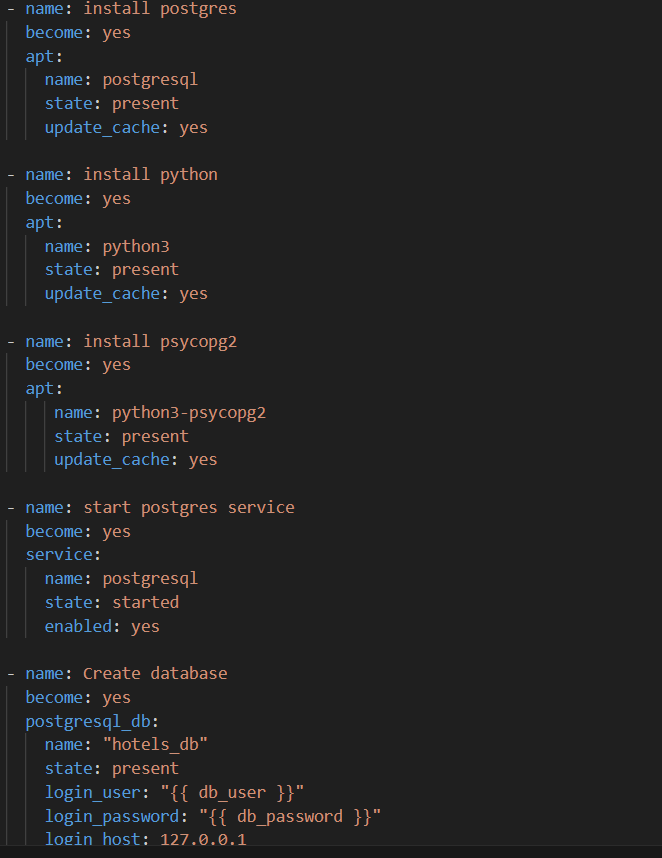 - name: install postgres
  become: yes
  apt:
    name: postgresql
    state: present
    update_cache: yes

- name: install python
  become: yes
  apt:
    name: python3
    state: present
    update_cache: yes

- name: install psycopg2
  become: yes
  apt:
     name: python3-psycopg2
     state: present
     update_cache: yes

- name: start postgres service
  become: yes
  service:
    name: postgresql
    state: started
    enabled: yes

- name: Create database
  become: yes
  postgresql_db:
    name: "hotels_db"
    state: present
    login_user: "{{ db_user }}"
    login_password: "{{ db_password }}"
    login_host: 127.0.0.1